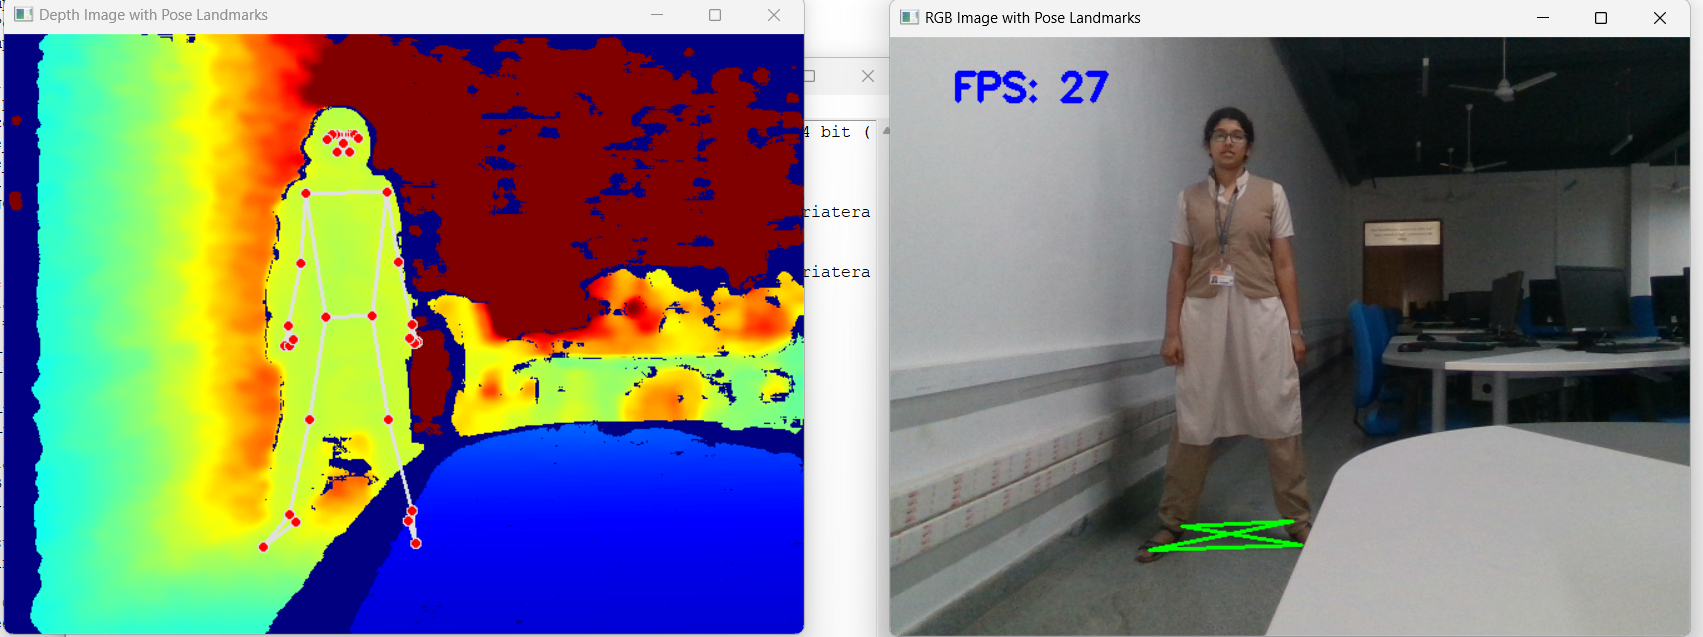 Depth Image with Pose Landmarks
RGB Image with Pose Landmarks
FPS: 27
4 bit (
riatera
riatera